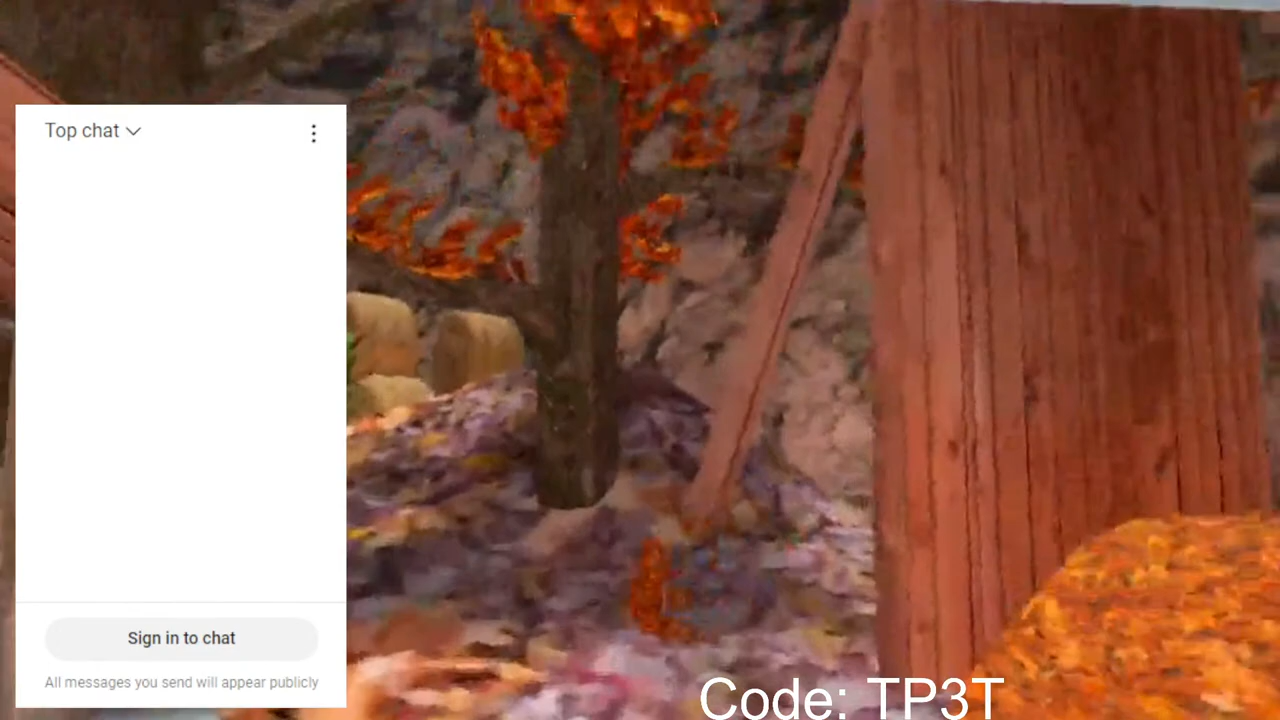 Top chat
Sign in to chat
All messages you send will appear publicly
Code: TP3T